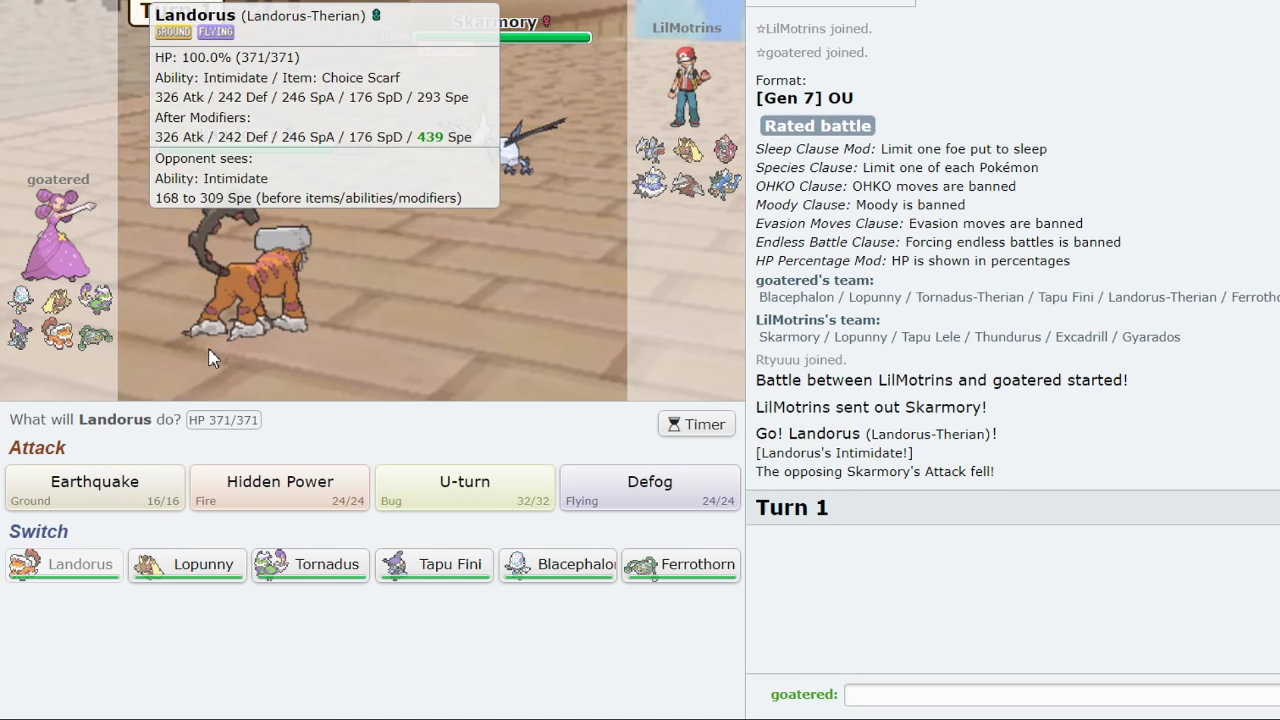 Landorus (Landorus-Therian)
GROUND FLYING
HP: 100.0% (371/371)
Ability: Intimidate / Item: Choice Scarf
326 Atk / 242 Def / 246 SpA / 176 SpD / 293 Spe
After Modifiers:
326 Atk / 242 Def / 246 SpA / 176 SpD / 439 Spe
Opponent sees:
Ability: Intimidate
168 to 309 Spe (before items/abilities/modifiers)
Skarmory
LilMotrins
goatered
What will Landorus do? HP 371/371
Timer
Attack
Earthquake
Ground 16/16
Hidden Power
Fire 24/24
U-turn
Bug 32/32
Defog
Flying 24/24
Switch
Landorus
Lopunny
Tornadus
Tapu Fini
Blacephalon
Ferrothorn
☆LilMotrins joined.
☆goatered joined.
Format:
[Gen 7] OU
Rated battle
Sleep Clause Mod: Limit one foe put to sleep
Species Clause: Limit one of each Pokémon
OHKO Clause: OHKO moves are banned
Moody Clause: Moody is banned
Evasion Moves Clause: Evasion moves are banned
Endless Battle Clause: Forcing endless battles is banned
HP Percentage Mod: HP is shown in percentages
goatered's team:
Blacephalon / Lopunny / Tornadus-Therian / Tapu Fini / Landorus-Therian / Ferroth
LilMotrins's team:
Skarmory / Lopunny / Tapu Lele / Thundurus / Excadrill / Gyarados
Rtyuuu joined.
Battle between LilMotrins and goatered started!
LilMotrins sent out Skarmory!
Go! Landorus (Landorus-Therian)!
[Landorus's Intimidate!]
The opposing Skarmory's Attack fell!
Turn 1
goatered: